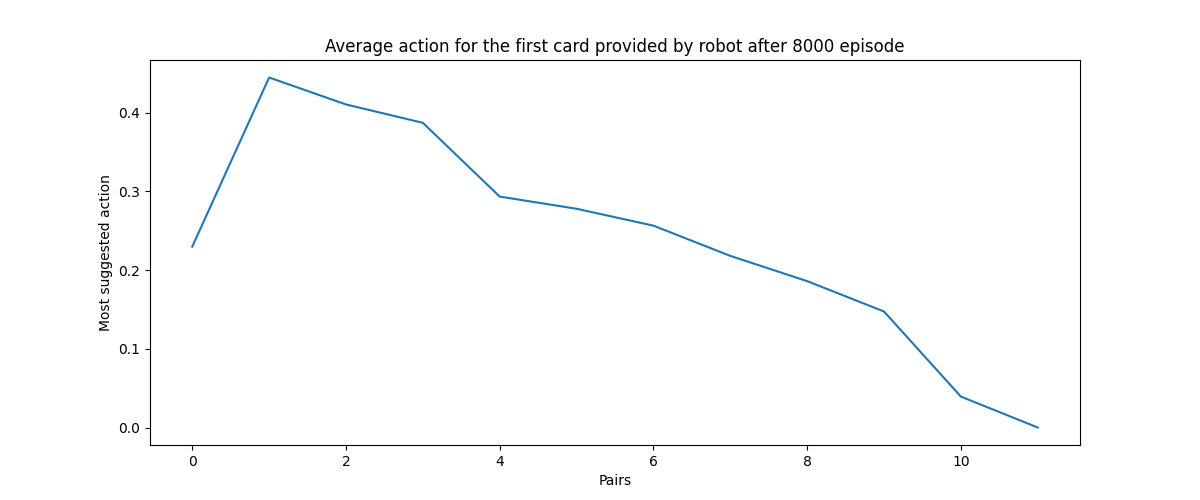 Average action for the first card provided by robot after 8000 episode
Most suggested action
0.4
0.3
0.2
0.1
0.0
0 2 4 6 8 10
Pairs